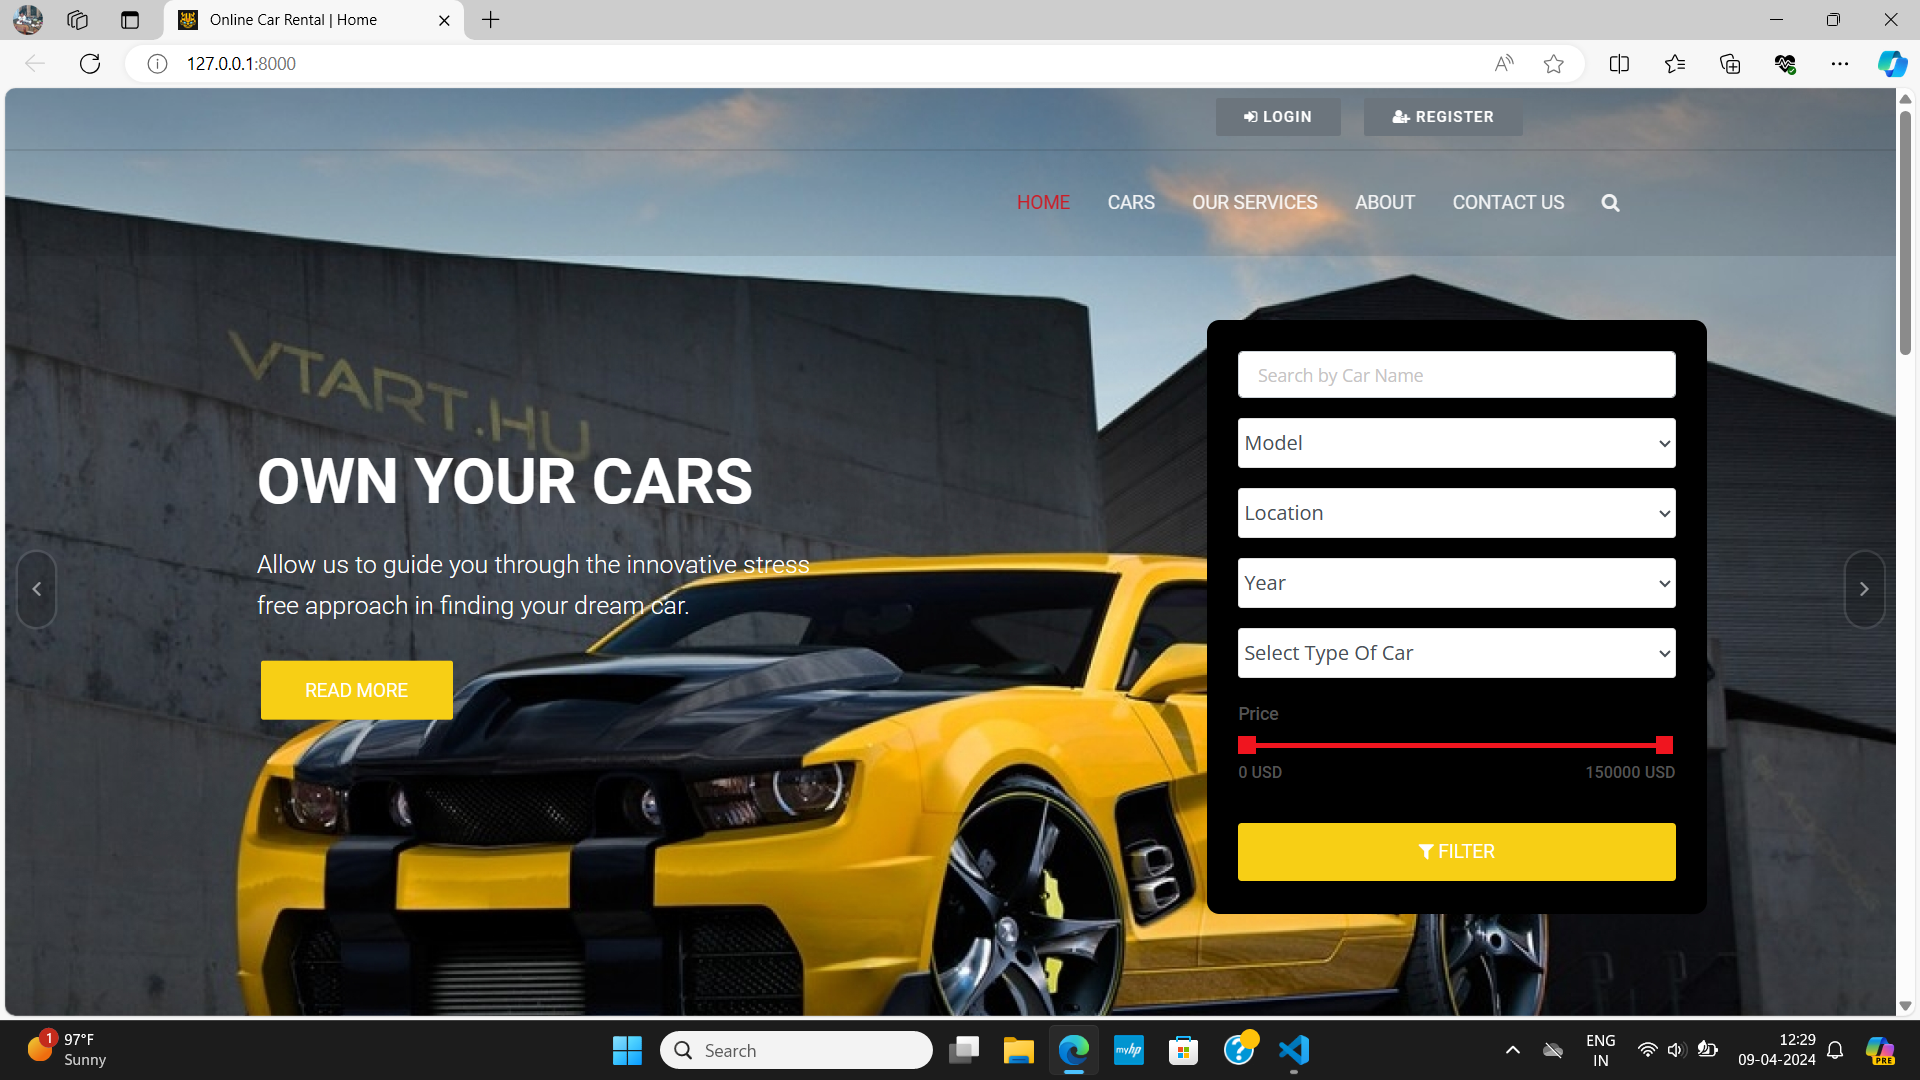 Online Car Rental | Home
127.0.0.1:8000
LOGIN
REGISTER
HOME
CARS
OUR SERVICES
ABOUT
CONTACT US
VTART.HU
OWN YOUR CARS
Allow us to guide you through the innovative stress
free approach in finding your dream car.
READ MORE
Search by Car Name
Model
Location
Year
Select Type Of Car
Price
0 USD
150000 USD
FILTER
1
97°F
Sunny
Search
myhp
ENG
IN
12:29
09-04-2024
PRE